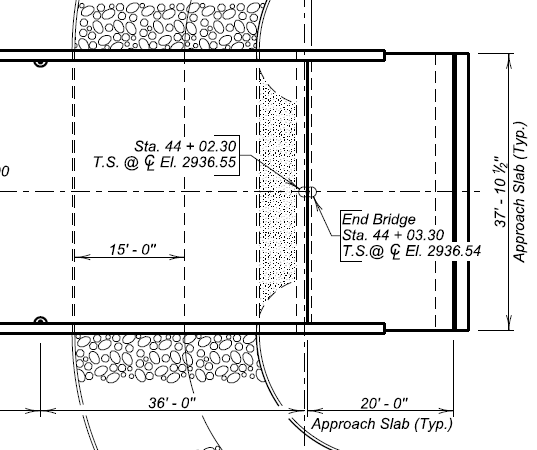 Sta. 44 + 02.30
T.S. @ ℄ El. 2936.55
End Bridge
Sta. 44 + 03.30
T.S.@ ℄ El. 2936.54
15' - 0"
37' - 10 ½"
Approach Slab (Typ.)
36' - 0"
20' - 0"
Approach Slab (Typ.)